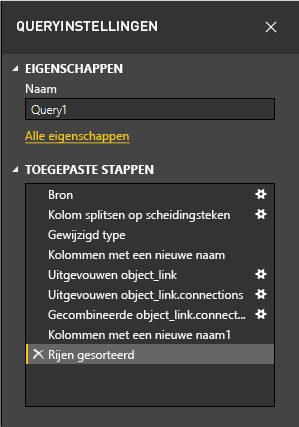 QUERYINSTELLINGEN
EIGENSCHAPPEN
Naam
Query1
Alle eigenschappen
TOEGEPASTE STAPPEN
Bron
Kolom splitsen op scheidingsteken
Gewijzigd type
Kolommen met een nieuwe naam
Uitgevouwen object_link
Uitgevouwen object_link.connections
Gecombineerde object_link.connect...
Kolommen met een nieuwe naam1
Rijen gesorteerd